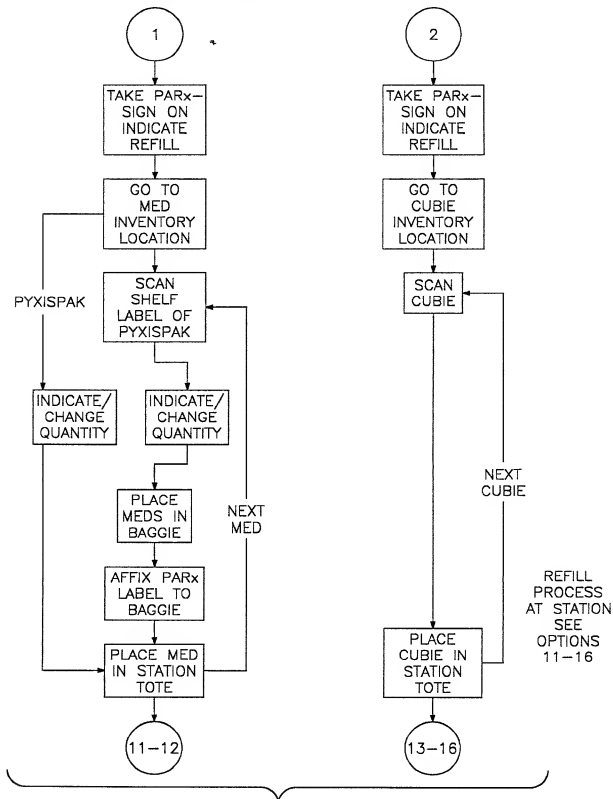 1
TAKE PARx-
SIGN ON
INDICATE
REFILL
GO TO
MED
INVENTORY
LOCATION
PYXISPAK
SCAN
SHELF
LABEL OF
PYXISPAK
INDICATE/
CHANGE
QUANTITY
INDICATE/
CHANGE
QUANTITY
PLACE
MEDS IN
BAGGIE
NEXT
MED
AFFIX PARx
LABEL TO
BAGGIE
PLACE MED
IN STATION
TOTE
11-12
2
TAKE PARx-
SIGN ON
INDICATE
REFILL
GO TO
CUBIE
INVENTORY
LOCATION
SCAN
CUBIE
NEXT
CUBIE
PLACE
CUBIE IN
STATION
TOTE
13-16
REFILL
PROCESS
AT STATION
SEE
OPTIONS
11-16